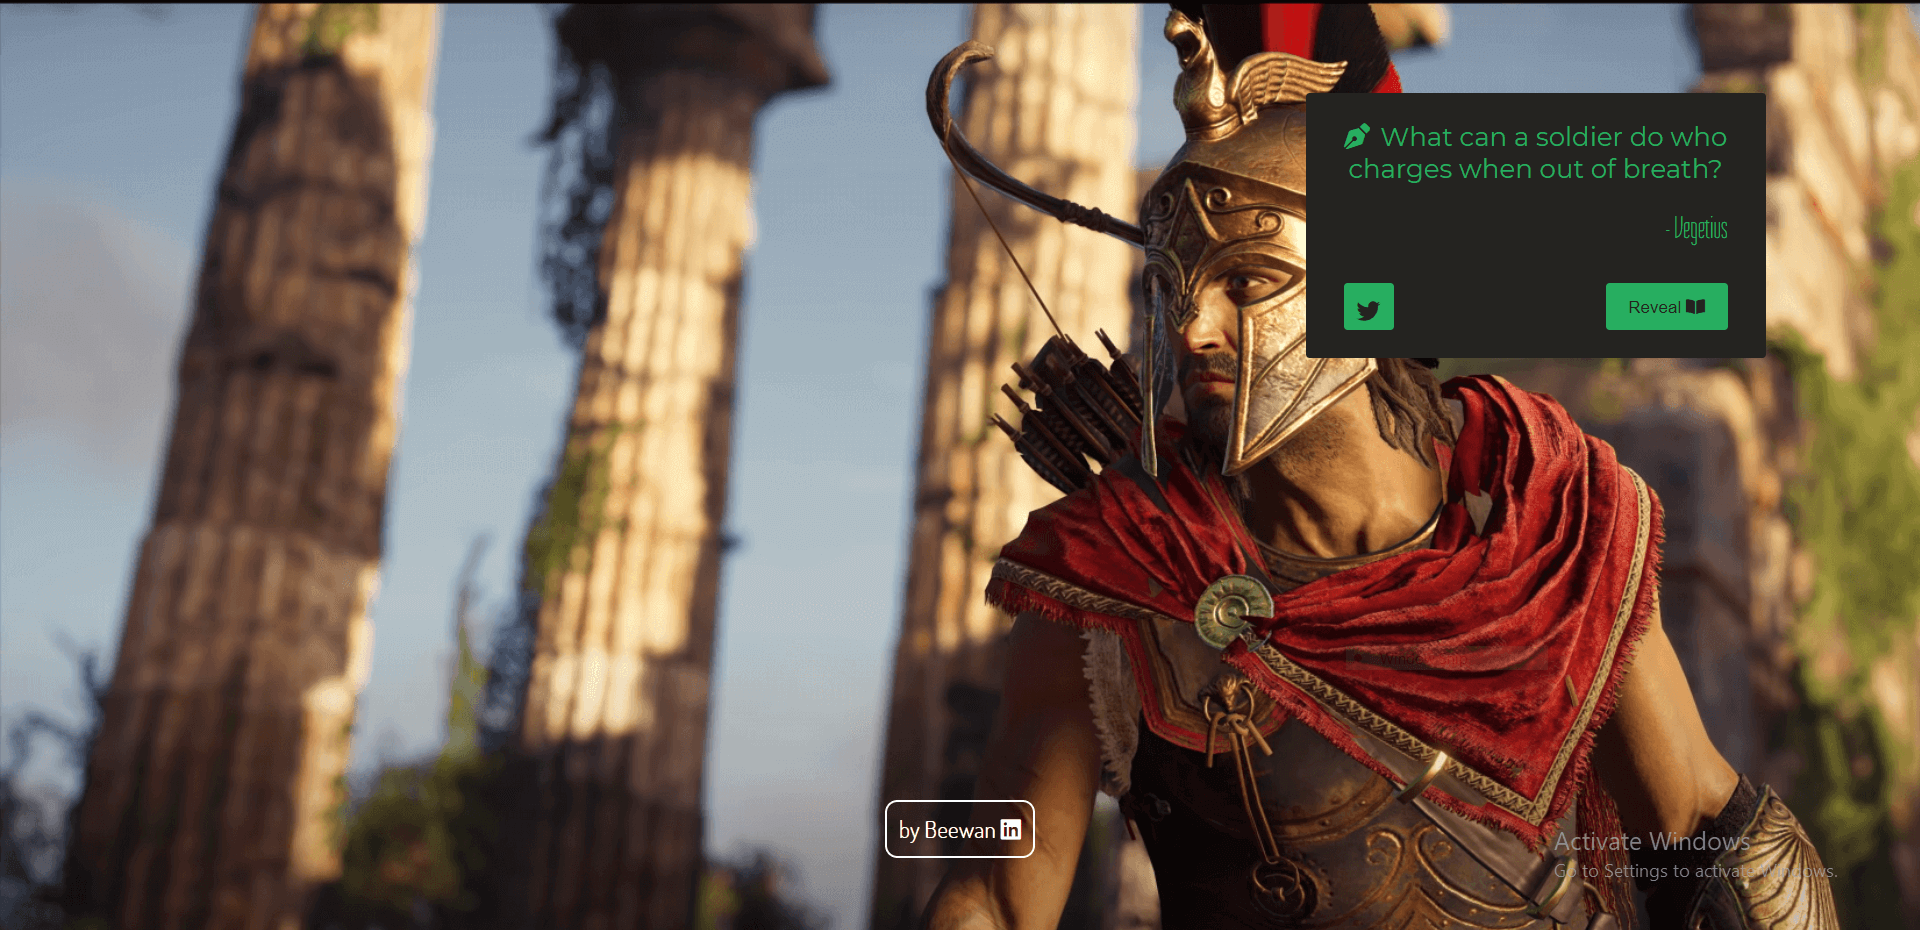 What can a soldier do who
charges when out of breath?
- Vegetius
Reveal
by Beewan in
Activate Windows
Go to Settings to activate Windows.